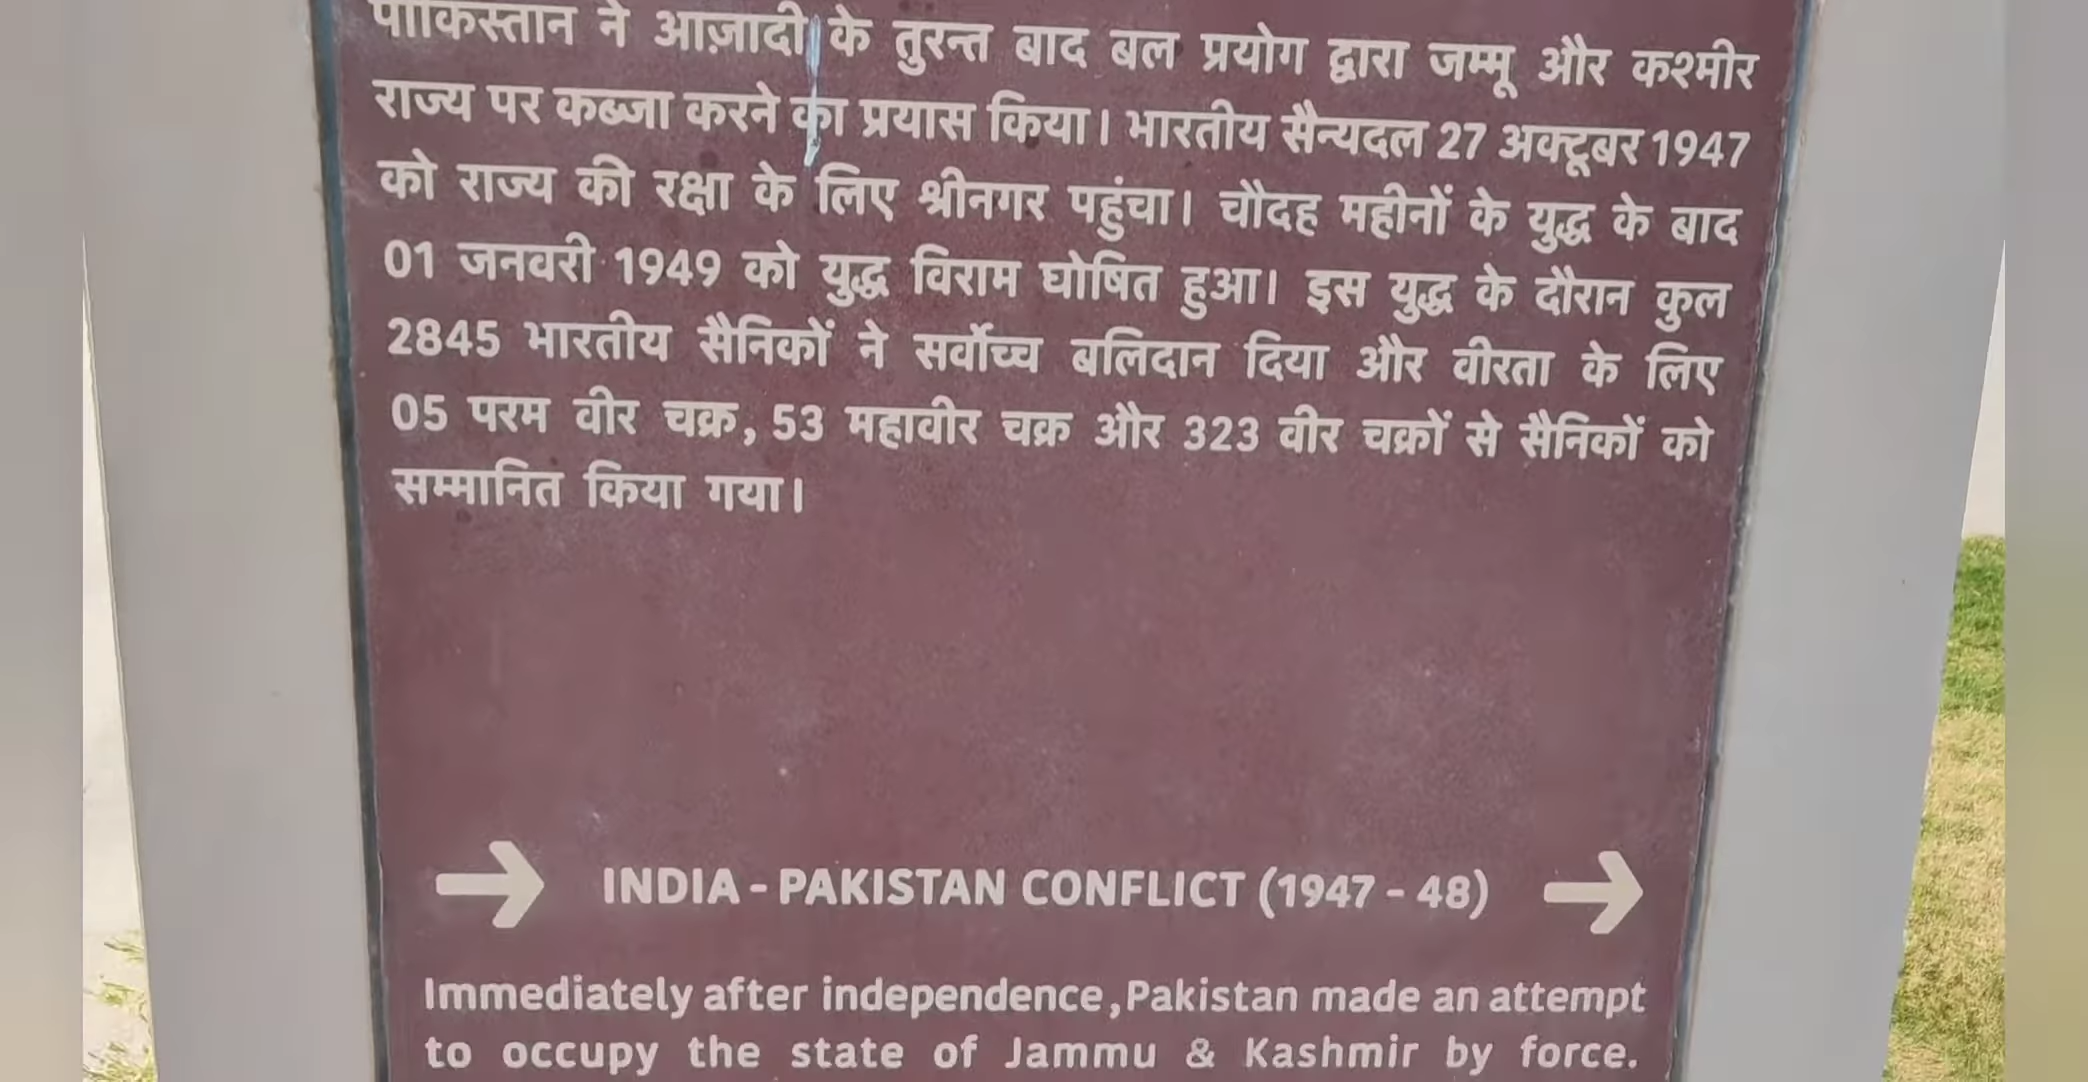 पाकिस्तान ने आज़ादी के तुरन्त बाद बल प्रयोग द्वारा जम्मू और कश्मीर
राज्य पर कब्जा करने का प्रयास किया। भारतीय सैन्यदल 27 अक्टूबर 1947
को राज्य की रक्षा के लिए श्रीनगर पहुंचा। चौदह महीनों के युद्ध के बाद
01 जनवरी 1949 को युद्ध विराम घोषित हुआ। इस युद्ध के दौरान कुल
2845 भारतीय सैनिकों ने सर्वोच्च बलिदान दिया और वीरता के लिए
05 परम वीर चक्र, 53 महावीर चक्र और 323 वीर चक्रों से सैनिकों को
सम्मानित किया गया।
→ INDIA - PAKISTAN CONFLICT (1947 - 48) →
Immediately after independence, Pakistan made an attempt
to occupy the state of Jammu & Kashmir by force.